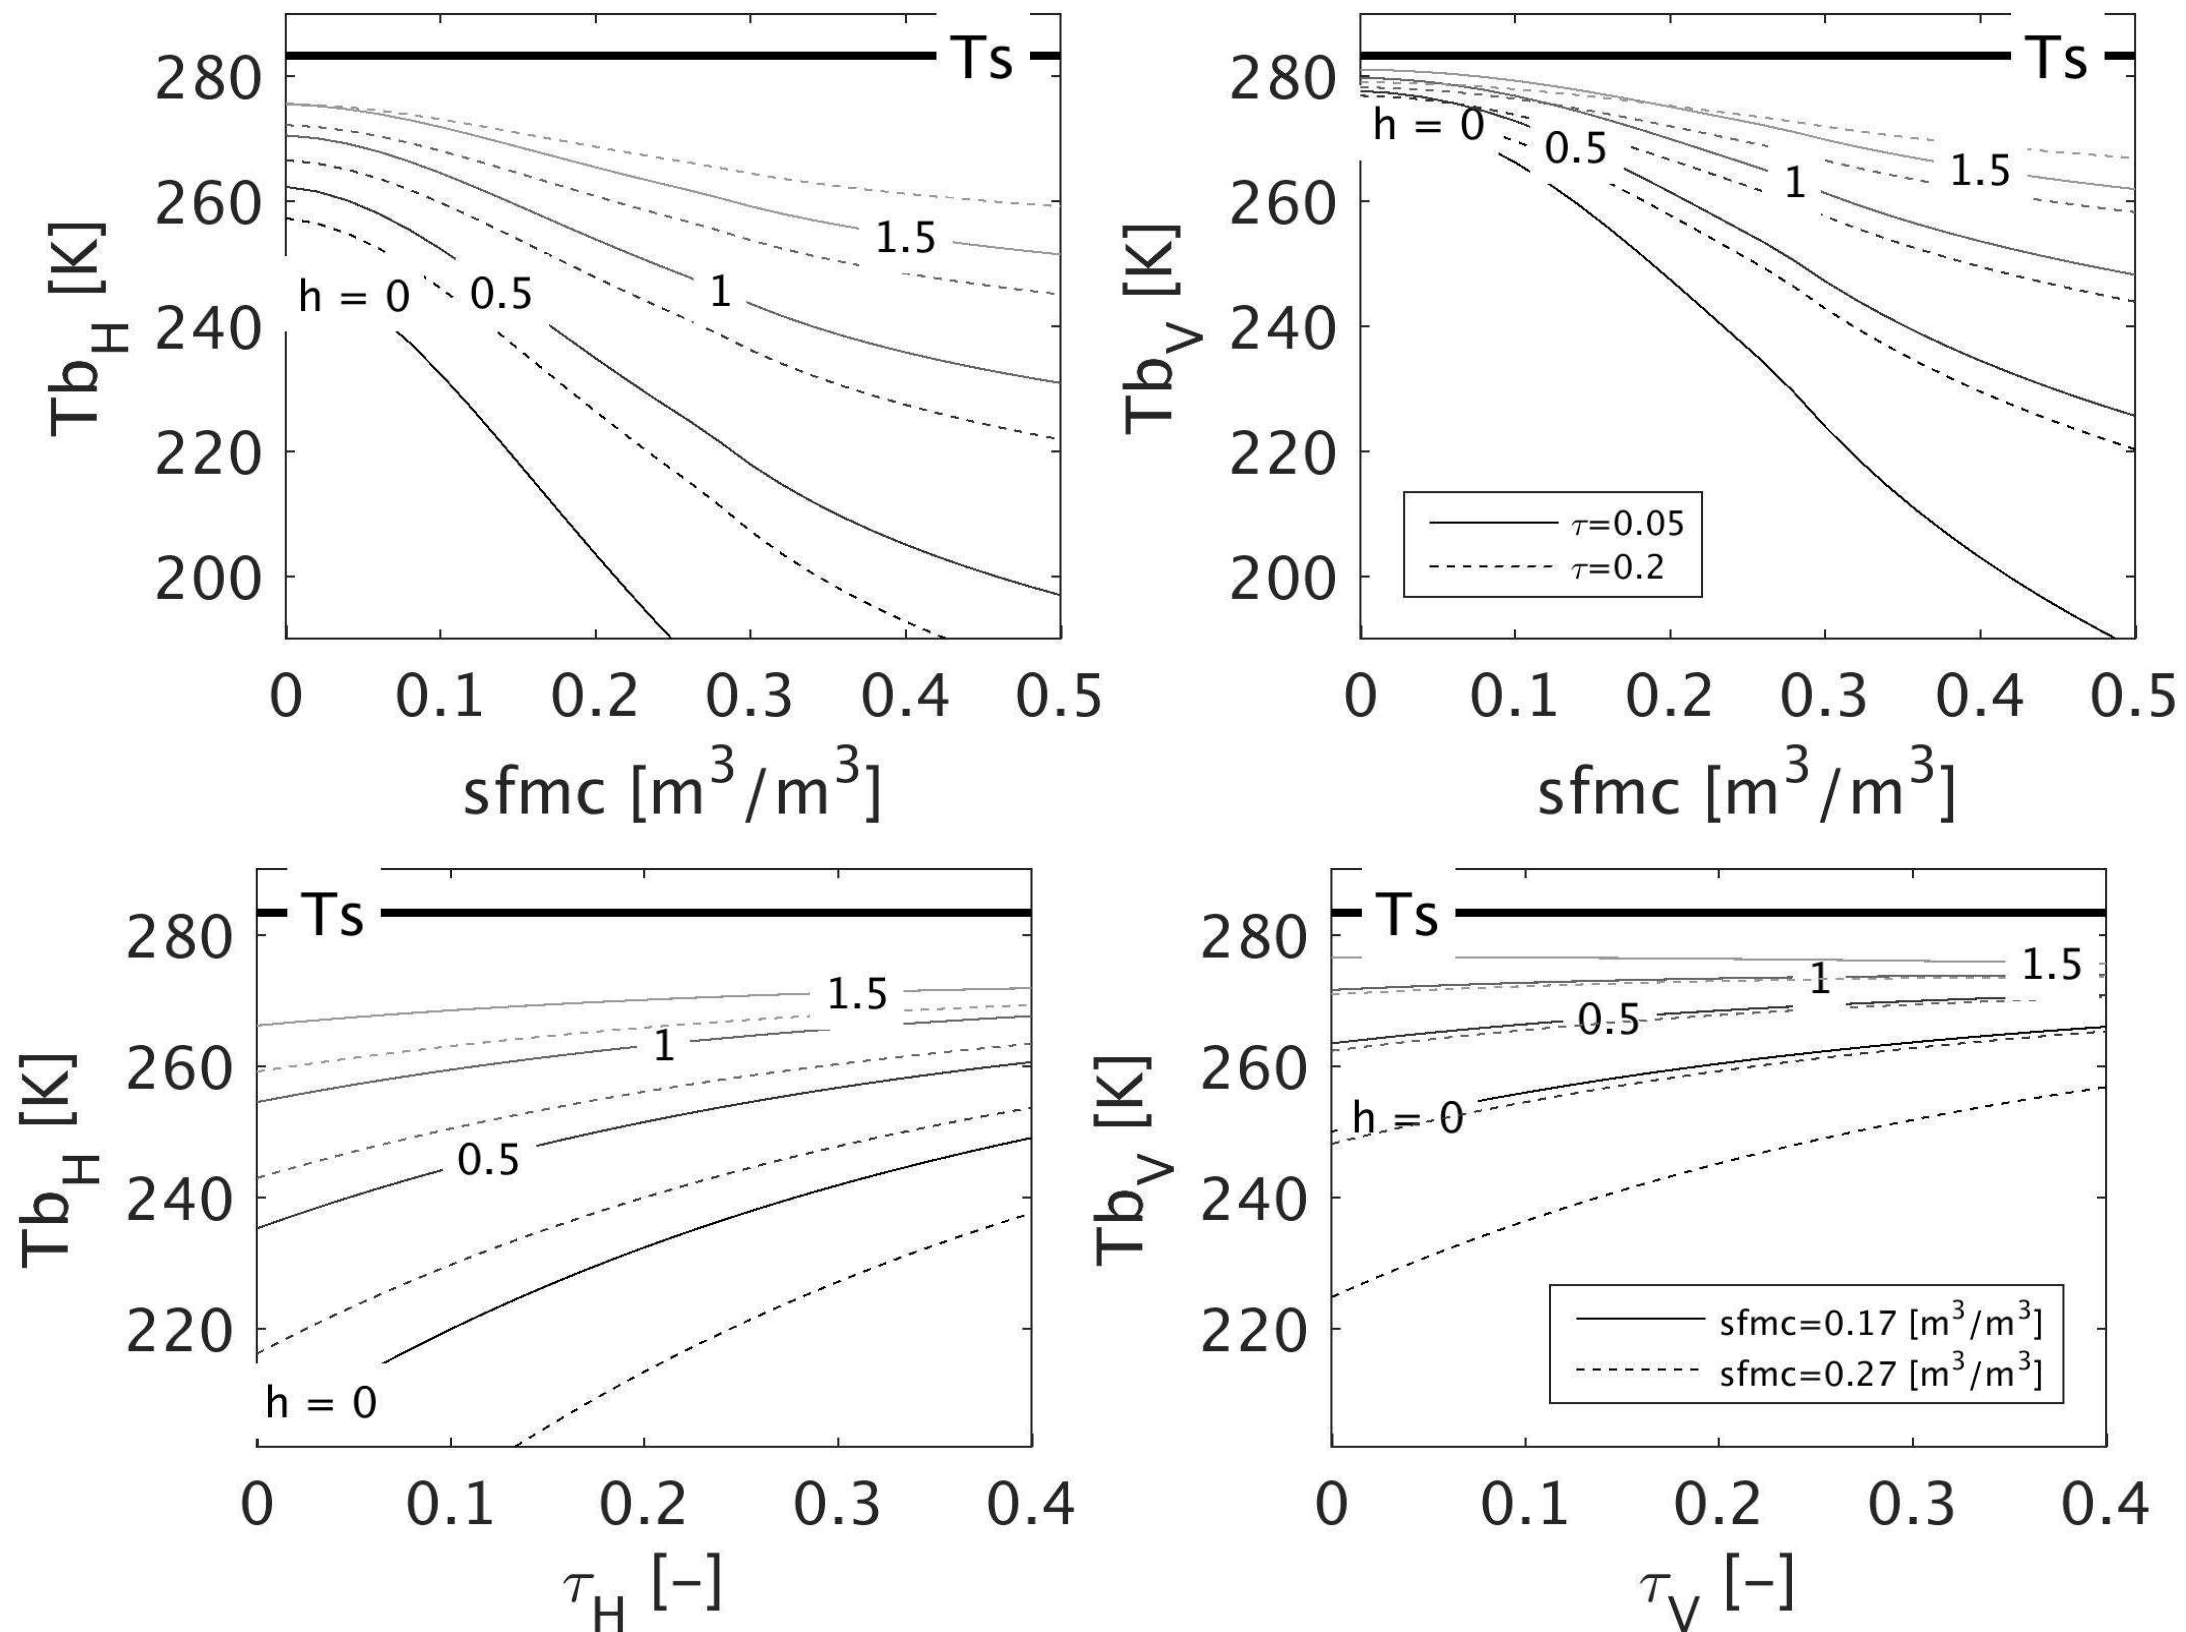 Ts
280
260
240
220
200
Tb_H [K]
h = 0
0.5
1
1.5
0 0.1 0.2 0.3 0.4 0.5
sfmc [m³/m³]
Ts
280
260
240
220
200
Tb_V [K]
h = 0
0.5
1
1.5
τ=0.05
τ=0.2
0 0.1 0.2 0.3 0.4 0.5
sfmc [m³/m³]
Ts
280
260
240
220
Tb_H [K]
1.5
1
0.5
h = 0
0 0.1 0.2 0.3 0.4
τ_H [–]
Ts
280
260
240
220
Tb_V [K]
1.5
1
0.5
h = 0
sfmc=0.17 [m³/m³]
sfmc=0.27 [m³/m³]
0 0.1 0.2 0.3 0.4
τ_V [–]